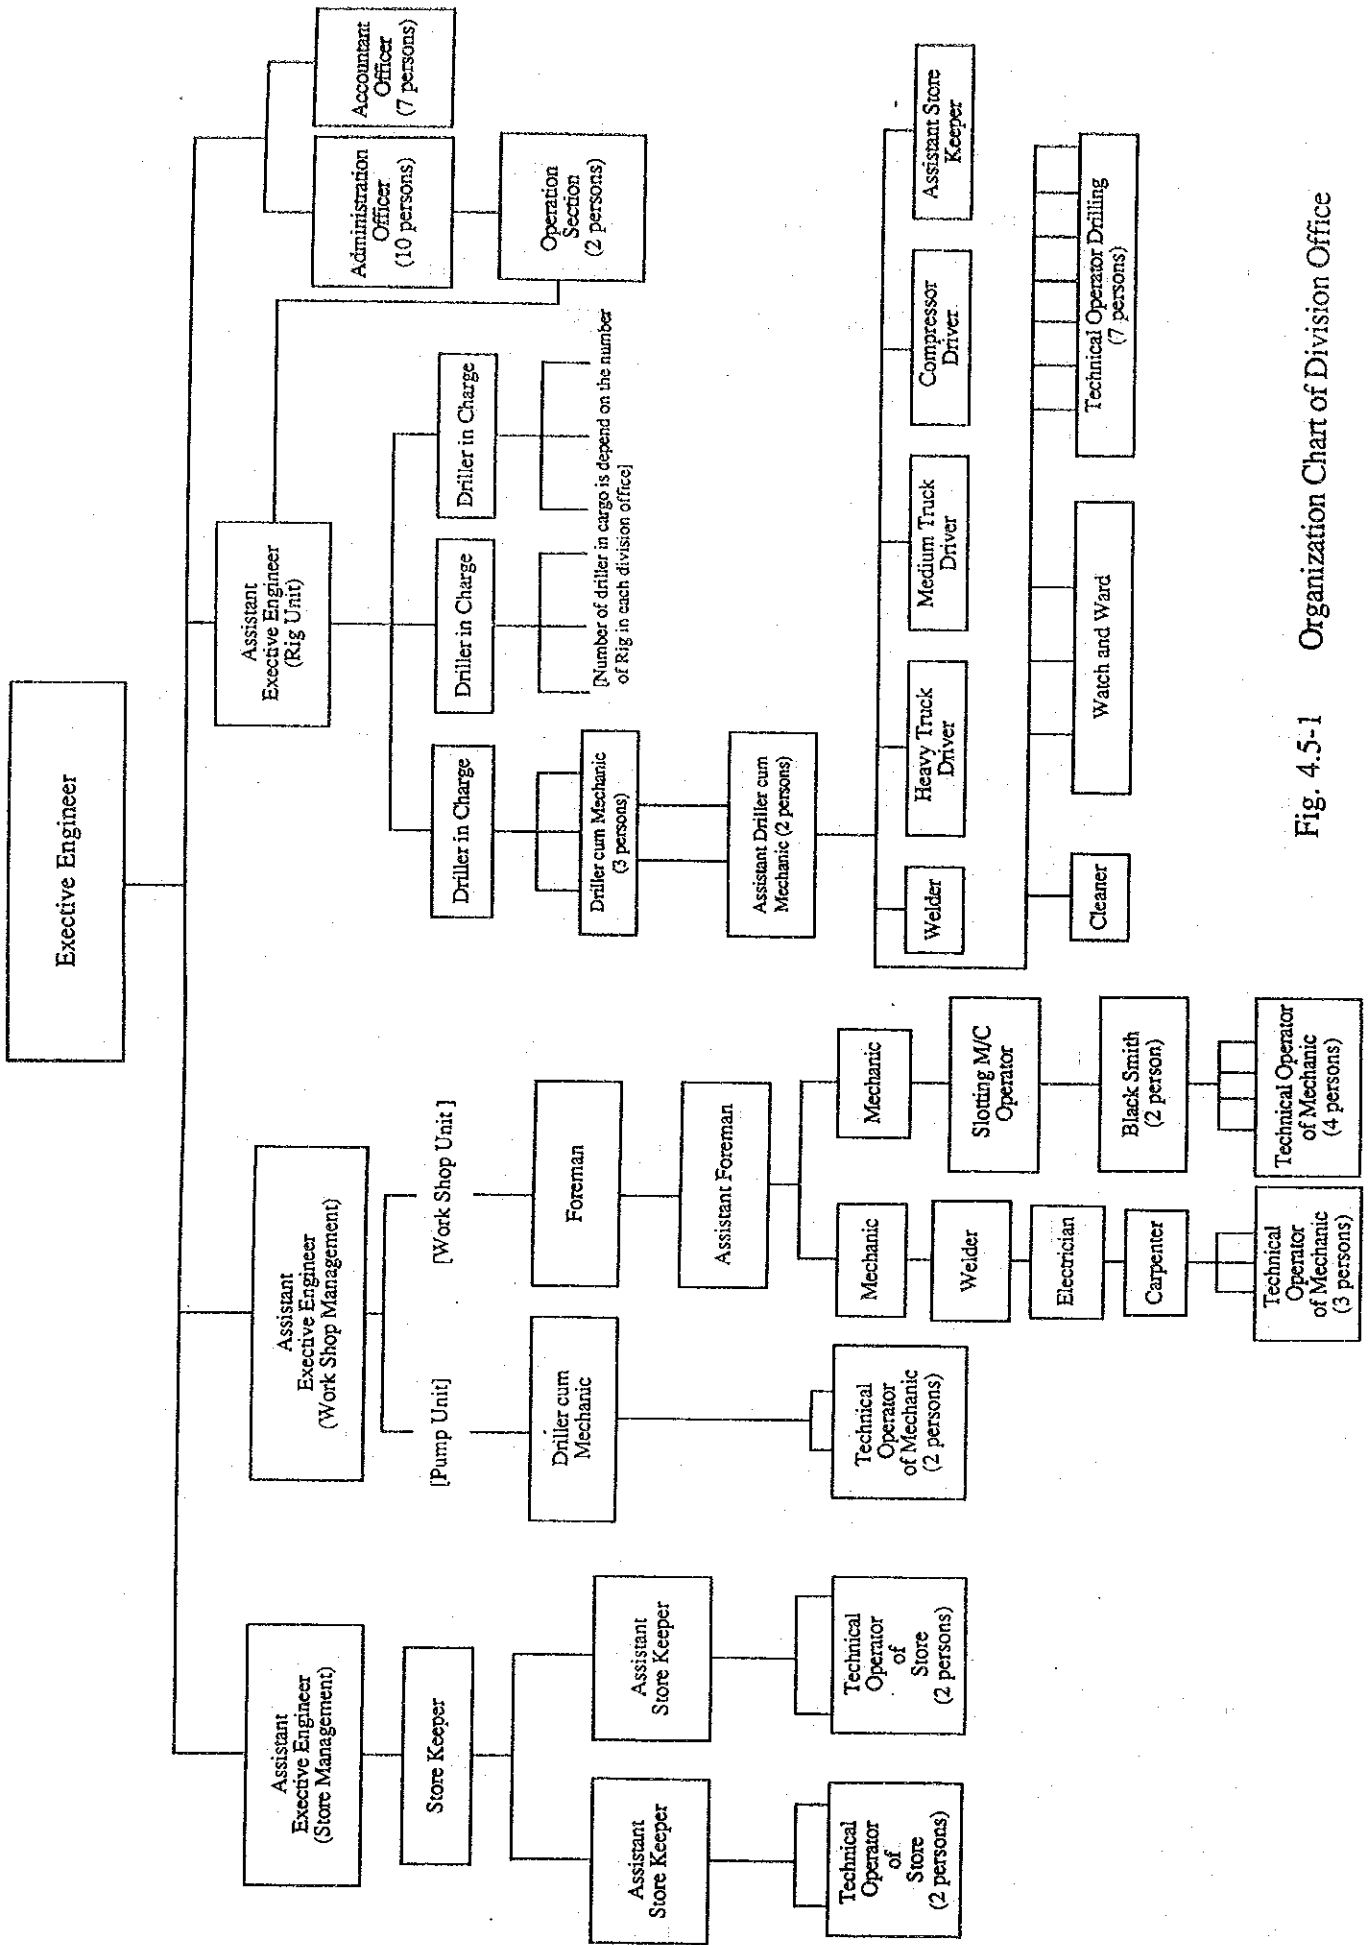 Exective Engineer
Assistant
Exective Engineer
(Store Management)
Store Keeper
Assistant
Store Keeper
Technical
Operator
of
Store
(2 persons)
Assistant
Store Keeper
Technical
Operator
of
Store
(2 persons)
Assistant
Exective Engineer
(Work Shop Management)
[Pump Unit]
Driller cum
Mechanic
Technical
Operator
of Mechanic
(2 persons)
[Work Shop Unit ]
Foreman
Assistant Foreman
Mechanic
Welder
Electrician
Carpenter
Technical
Operator
of Mechanic
(3 persons)
Mechanic
Slotting M/C
Operator
Black Smith
(2 person)
Technical Operator
of Mechanic
(4 persons)
Assistant
Exective Engineer
(Rig Unit)
Driller in Charge
Driller in Charge
Driller in Charge
Driller cum Mechanic
(3 persons)
[Number of driller in cargo is depend on the number
of Rig in each division office]
Assistant Driller cum
Mechanic (2 persons)
Welder
Heavy Truck
Driver
Medium Truck
Driver
Compressor
Driver
Assistant Store
Keeper
Cleaner
Watch and Ward
Technical Operator Drilling
(7 persons)
Administration
Officer
(10 persons)
Accountant
Officer
(7 persons)
Operation
Section
(2 persons)
Fig. 4.5-1 Organization Chart of Division Office